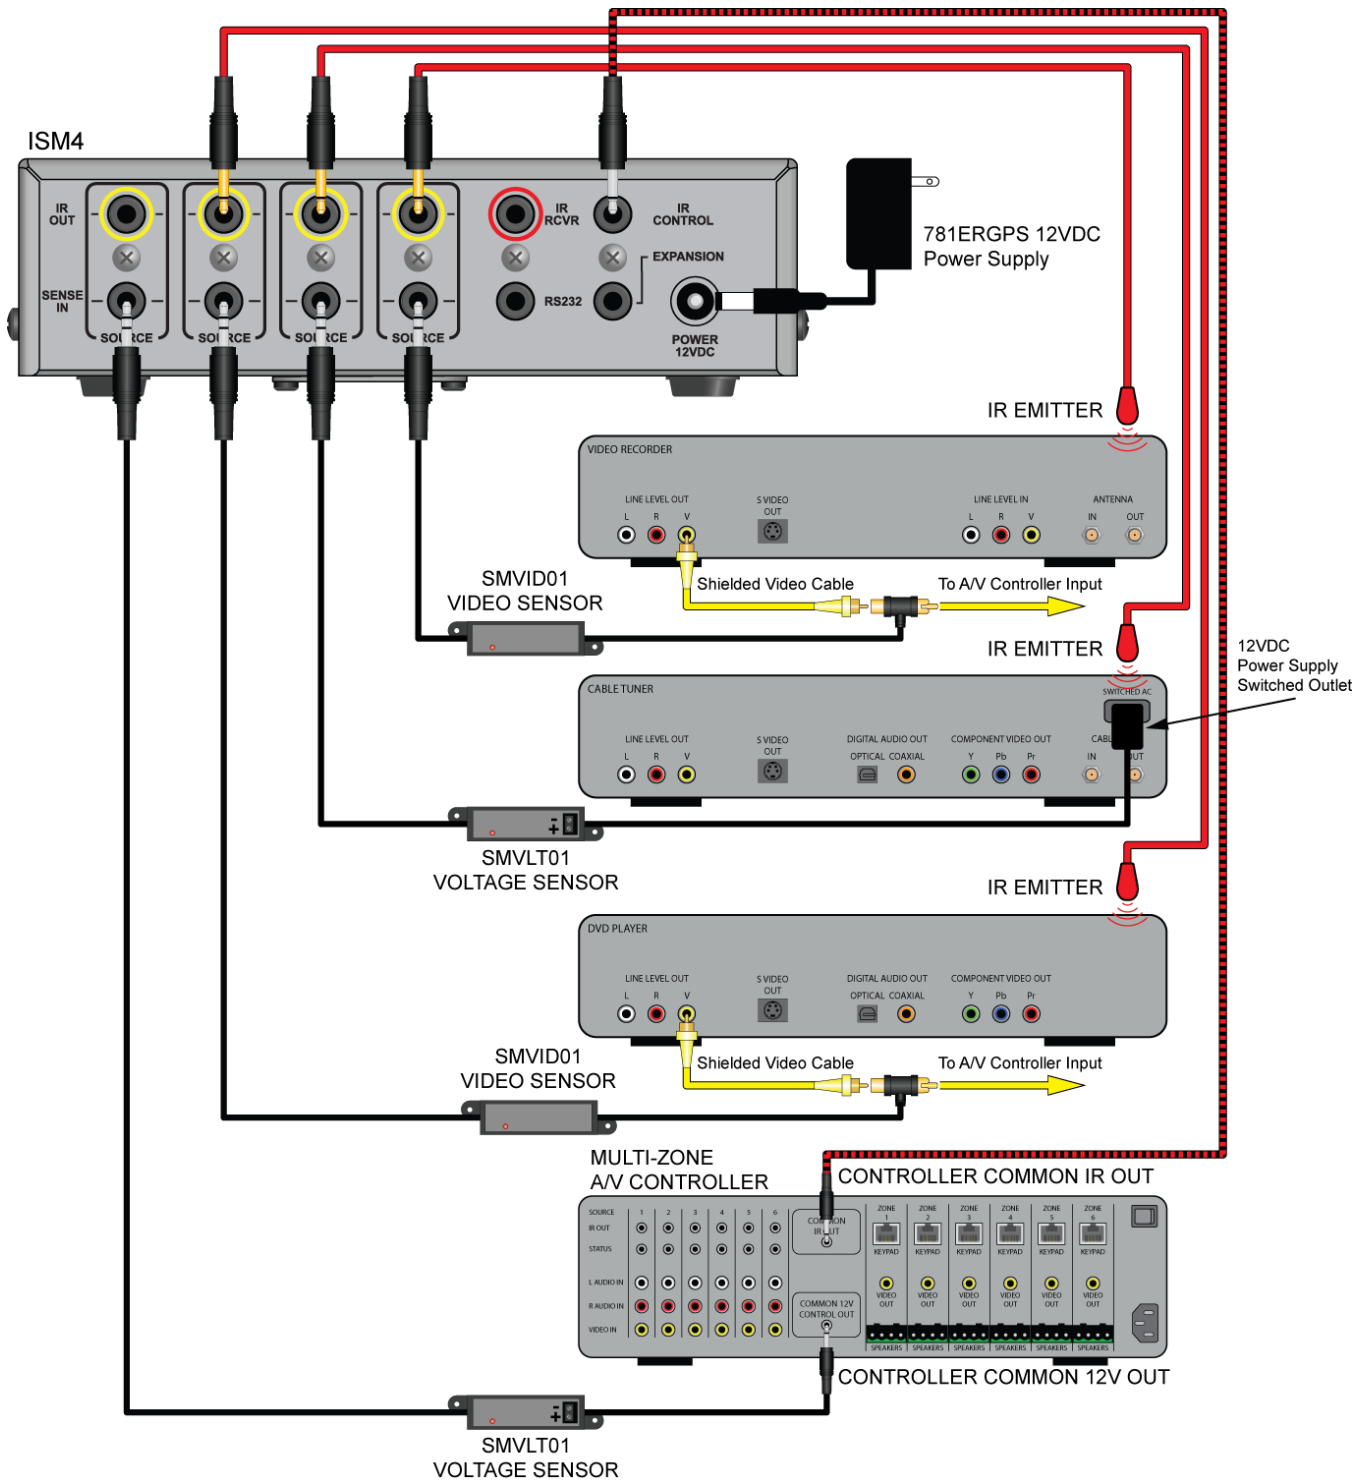 ISM4
IR
OUT
IR
RCVR
IR
CONTROL
EXPANSION
SENSE
IN
RS232
SOURCE
SOURCE
SOURCE
SOURCE
POWER
12VDC
781ERGPS 12VDC
Power Supply
IR EMITTER
VIDEO RECORDER
LINE LEVEL OUT
L R V
S VIDEO
OUT
LINE LEVEL IN
L R V
ANTENNA
IN OUT
SMVID01
VIDEO SENSOR
Shielded Video Cable
To A/V Controller Input
IR EMITTER
12VDC
Power Supply
Switched Outlet
CABLE TUNER
SWITCHED AC
LINE LEVEL OUT
L R V
S VIDEO
OUT
DIGITAL AUDIO OUT
OPTICAL COAXIAL
COMPONENT VIDEO OUT
Y Pb Pr
CAB
IN OUT
- +
SMVLT01
VOLTAGE SENSOR
IR EMITTER
DVD PLAYER
LINE LEVEL OUT
L R V
S VIDEO
OUT
DIGITAL AUDIO OUT
OPTICAL COAXIAL
COMPONENT VIDEO OUT
Y Pb Pr
SMVID01
VIDEO SENSOR
Shielded Video Cable
To A/V Controller Input
MULTI-ZONE
A/V CONTROLLER
CONTROLLER COMMON IR OUT
SOURCE 1 2 3 4 5 6
IR OUT
STATUS
L AUDIO IN
R AUDIO IN
VIDEO IN
COMMON
IR OUT
COMMON 12V
CONTROL OUT
ZONE ZONE ZONE ZONE ZONE ZONE
1 2 3 4 5 6
KEYPAD KEYPAD KEYPAD KEYPAD KEYPAD KEYPAD
VIDEO VIDEO VIDEO VIDEO VIDEO VIDEO
OUT OUT OUT OUT OUT OUT
SPEAKERS SPEAKERS SPEAKERS SPEAKERS SPEAKERS SPEAKERS
CONTROLLER COMMON 12V OUT
- +
SMVLT01
VOLTAGE SENSOR